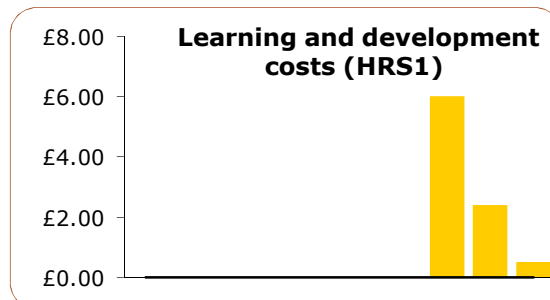 Learning and development
costs (HRS1)
£8.00
£6.00
£4.00
£2.00
£0.00